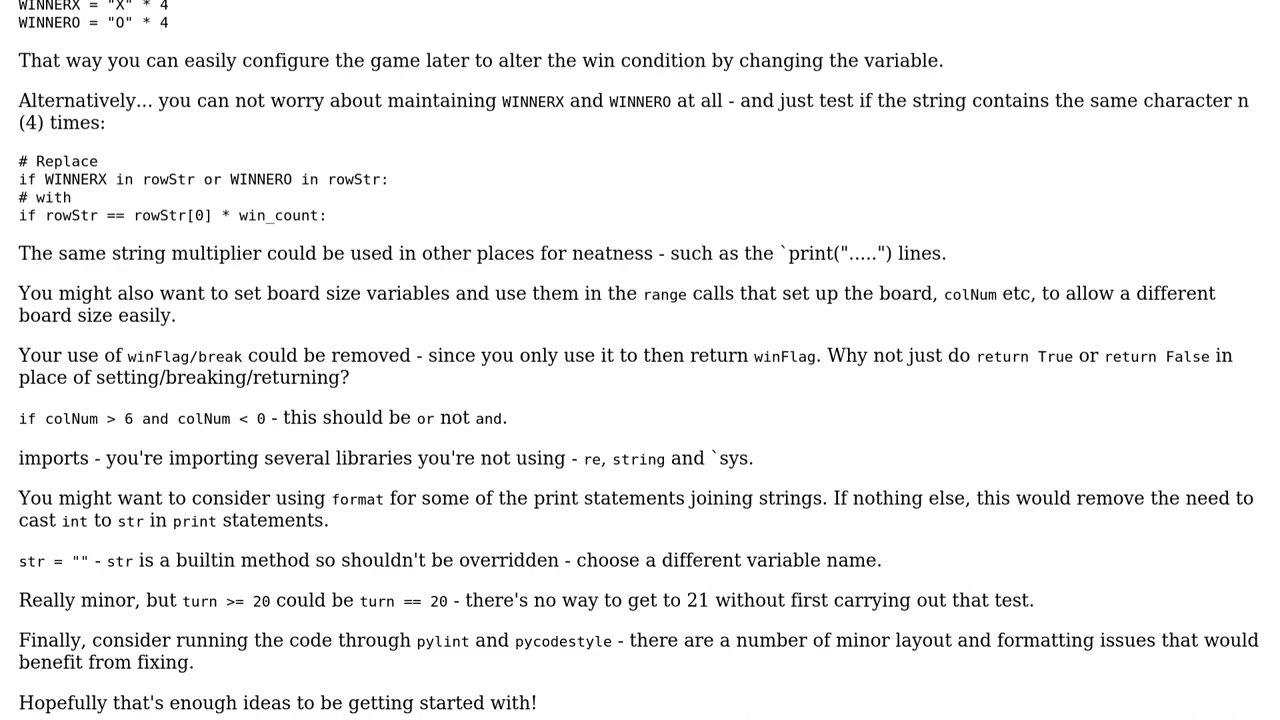 WINNERX = "X" * 4
WINNERO = "O" * 4
That way you can easily configure the game later to alter the win condition by changing the variable.
Alternatively... you can not worry about maintaining WINNERX and WINNERO at all - and just test if the string contains the same character n
(4) times:
# Replace
if WINNERX in rowStr or WINNERO in rowStr:
# with
if rowStr == rowStr[0] * win_count:
The same string multiplier could be used in other places for neatness - such as the `print(".....") lines.
You might also want to set board size variables and use them in the range calls that set up the board, colNum etc, to allow a different
board size easily.
Your use of winFlag/break could be removed - since you only use it to then return winFlag. Why not just do return True or return False in
place of setting/breaking/returning?
if colNum > 6 and colNum < 0 - this should be or not and.
imports - you're importing several libraries you're not using - re, string and `sys.
You might want to consider using format for some of the print statements joining strings. If nothing else, this would remove the need to
cast int to str in print statements.
str = "" - str is a builtin method so shouldn't be overridden - choose a different variable name.
Really minor, but turn >= 20 could be turn == 20 - there's no way to get to 21 without first carrying out that test.
Finally, consider running the code through pylint and pycodestyle - there are a number of minor layout and formatting issues that would
benefit from fixing.
Hopefully that's enough ideas to be getting started with!